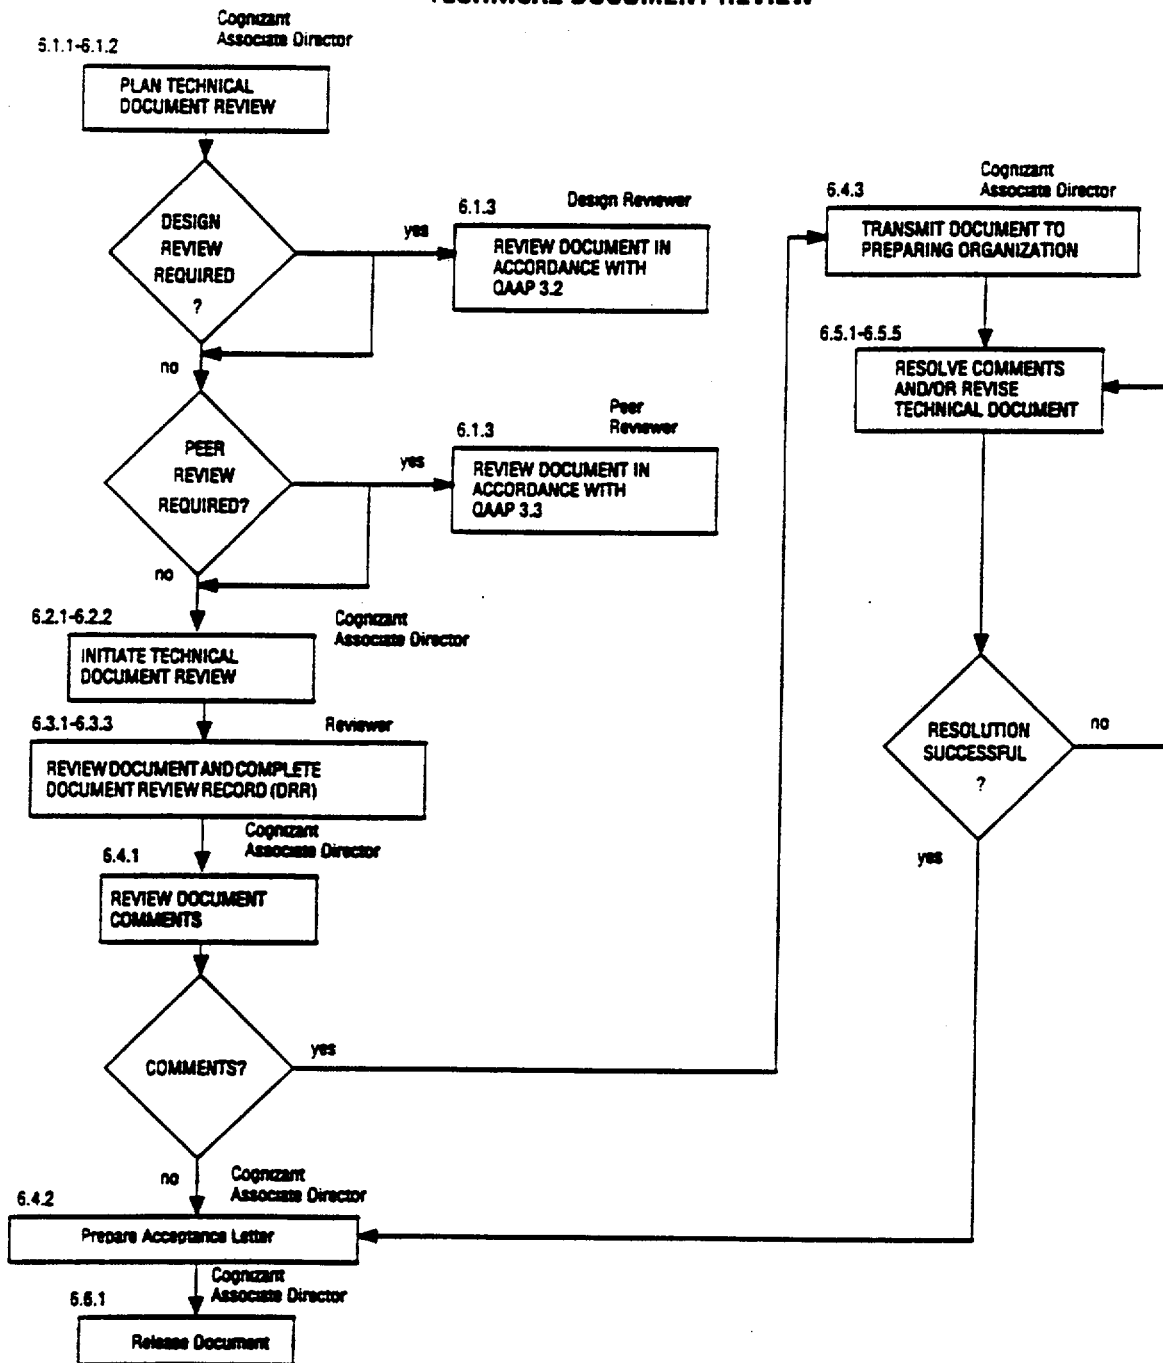 TECHNICAL DOCUMENT REVIEW
Cognizant
Associate Director
6.1.1-6.1.2
PLAN TECHNICAL
DOCUMENT REVIEW
DESIGN
REVIEW
REQUIRED
?
yes
no
6.1.3
Design Reviewer
REVIEW DOCUMENT IN
ACCORDANCE WITH
QAAP 3.2
PEER
REVIEW
REQUIRED?
yes
no
6.1.3
Peer
Reviewer
REVIEW DOCUMENT IN
ACCORDANCE WITH
QAAP 3.3
6.2.1-6.2.2
Cognizant
Associate Director
INITIATE TECHNICAL
DOCUMENT REVIEW
6.3.1-6.3.3
Reviewer
REVIEW DOCUMENT AND COMPLETE
DOCUMENT REVIEW RECORD (DRR)
Cognizant
Associate Director
6.4.1
REVIEW DOCUMENT
COMMENTS
COMMENTS?
yes
no
Cognizant
Associate Director
6.4.2
Prepare Acceptance Letter
Cognizant
Associate Director
6.6.1
Release Document
Cognizant
Associate Director
6.4.3
TRANSMIT DOCUMENT TO
PREPARING ORGANIZATION
6.5.1-6.5.5
RESOLVE COMMENTS
AND/OR REVISE
TECHNICAL DOCUMENT
RESOLUTION
SUCCESSFUL
?
no
yes